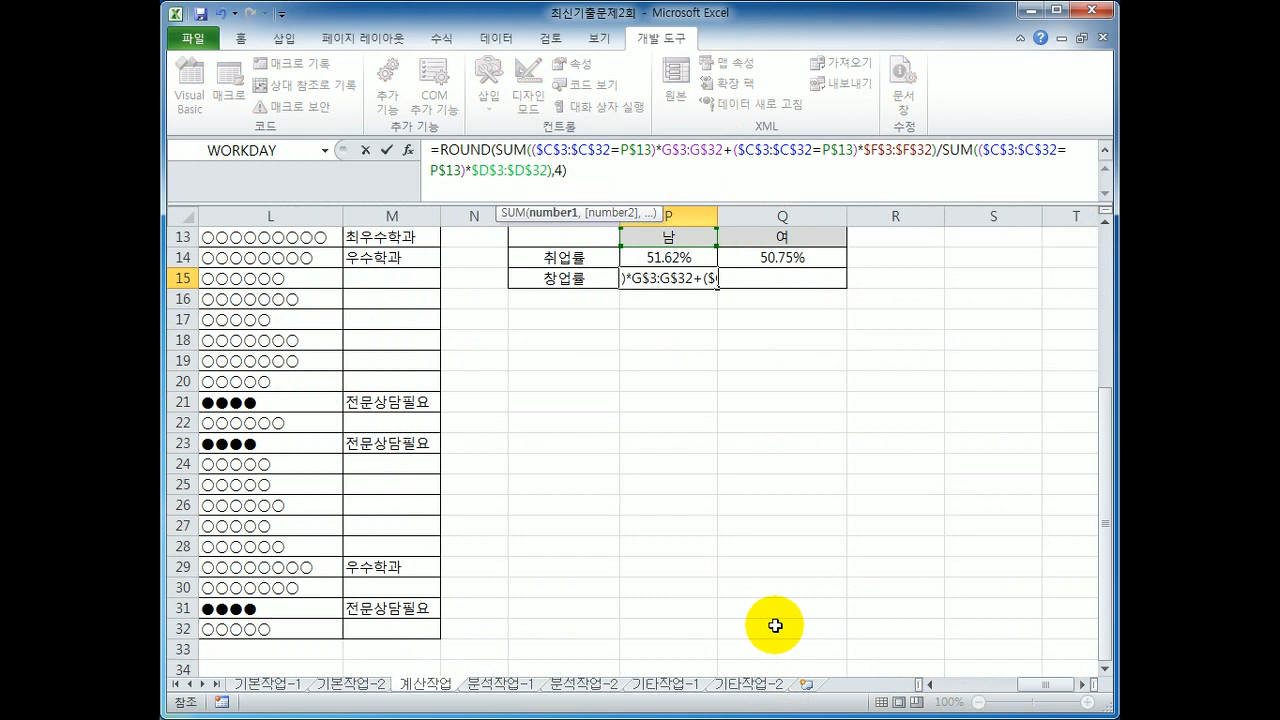 최신기출문제2회 - Microsoft Excel
파일 홈 삽입 페이지 레이아웃 수식 데이터 검토 보기 개발 도구
Visual Basic
매크로
매크로 기록
상대 참조로 기록
매크로 보안
코드
추가 기능
COM 추가 기능
추가 기능
삽입
디자인 모드
속성
코드 보기
대화 상자 실행
컨트롤
원본
맵 속성
확장 팩
데이터 새로 고침
가져오기
내보내기
XML
문서 창
수정
WORKDAY
=ROUND(SUM(($C$3:$C$32=P$13)*G$3:G$32+($C$3:$C$32=P$13)*$F$3:$F$32)/SUM(($C$3:$C$32=
P$13)*$D$3:$D$32),4)
SUM(number1, [number2], ...)
L M N P Q R S T
13 ○○○○○○○○○ 최우수학과 남 여
14 ○○○○○○○○ 우수학과 취업률 51.62% 50.75%
15 ○○○○○○ 창업률 )*G$3:G$32+($
16 ○○○○○○○
17 ○○○○○
18 ○○○○○○○
19 ○○○○○○○
20 ○○○○○
21 ●●●● 전문상담필요
22 ○○○○○○
23 ●●●● 전문상담필요
24 ○○○○○
25 ○○○○○
26 ○○○○○○○
27 ○○○○○
28 ○○○○○○
29 ○○○○○○○○ 우수학과
30 ○○○○○○○
31 ●●●● 전문상담필요
32 ○○○○○
33
34
기본작업-1 기본작업-2 계산작업 분석작업-1 분석작업-2 기타작업-1 기타작업-2
참조 100%